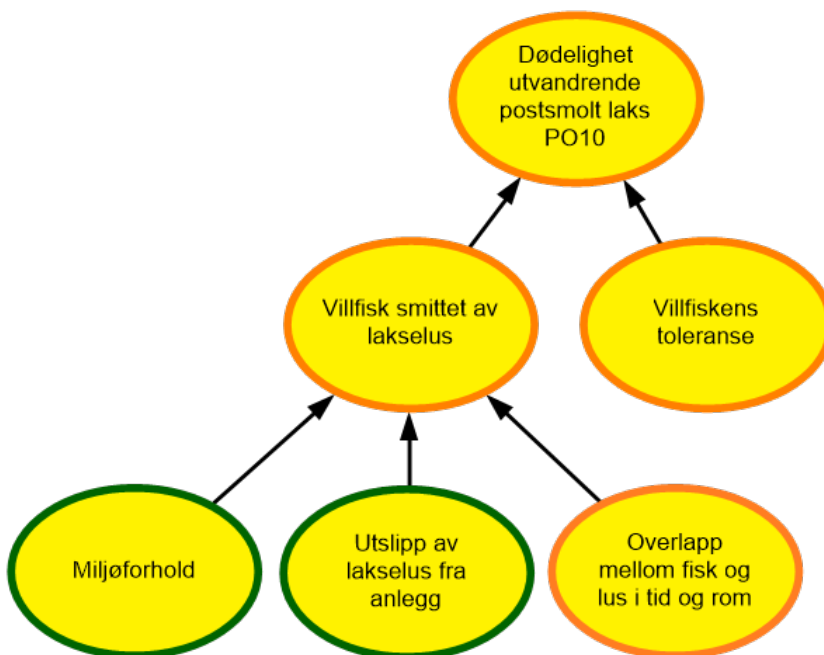 Dødelighet
utvandrende
postsmolt laks
PO10
Villfisk smittet av
lakselus
Villfiskens
toleranse
Miljøforhold
Utslipp av
lakselus fra
anlegg
Overlapp
mellom fisk og
lus i tid og rom